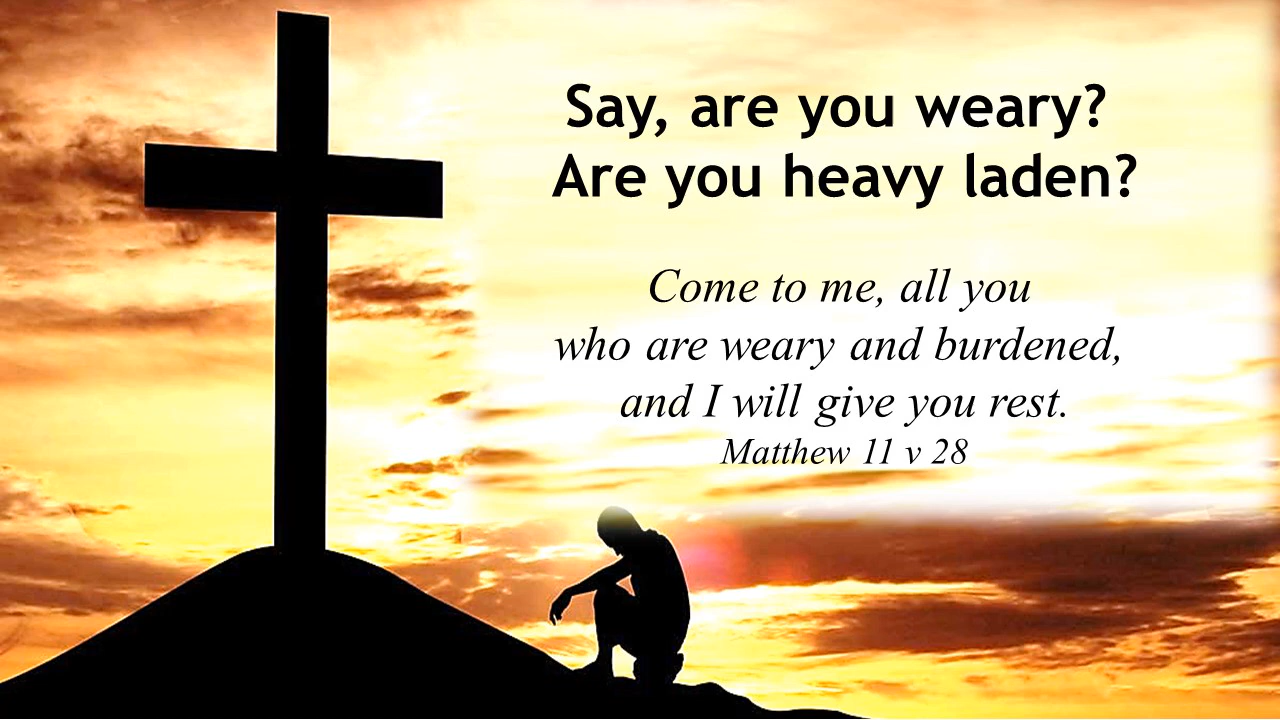 Say, are you weary?
Are you heavy laden?
Come to me, all you
who are weary and burdened,
and I will give you rest.
Matthew 11 v 28